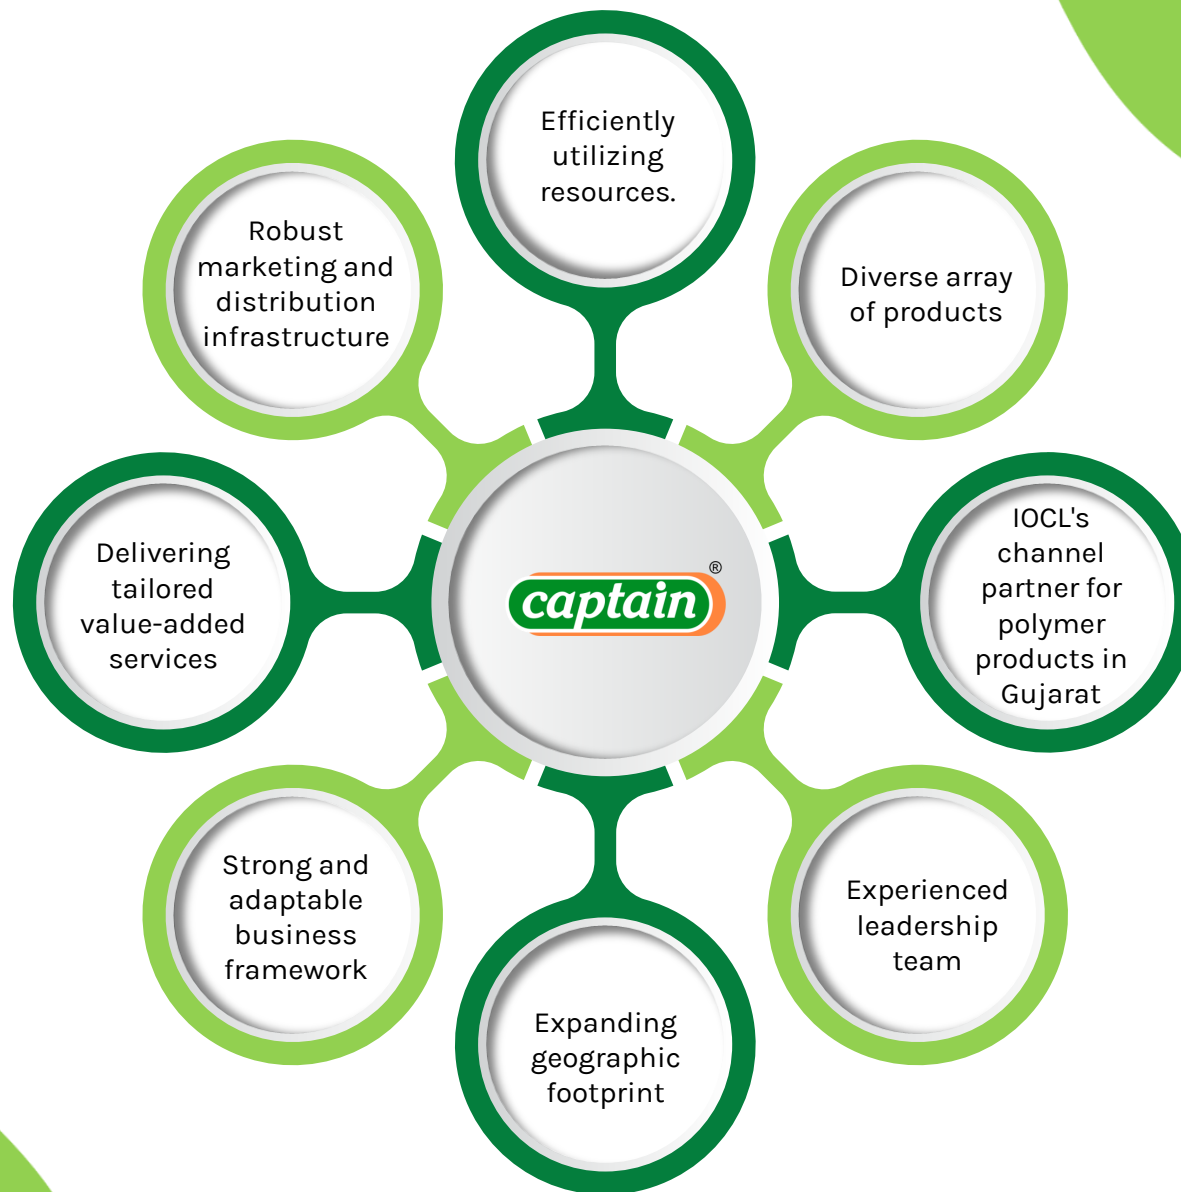 Efficiently
utilizing
resources.
Diverse array
of products
IOCL's
channel
partner for
polymer
products in
Gujarat
Experienced
leadership
team
Expanding
geographic
footprint
Strong and
adaptable
business
framework
Delivering
tailored
value-added
services
Robust
marketing and
distribution
infrastructure
captain®